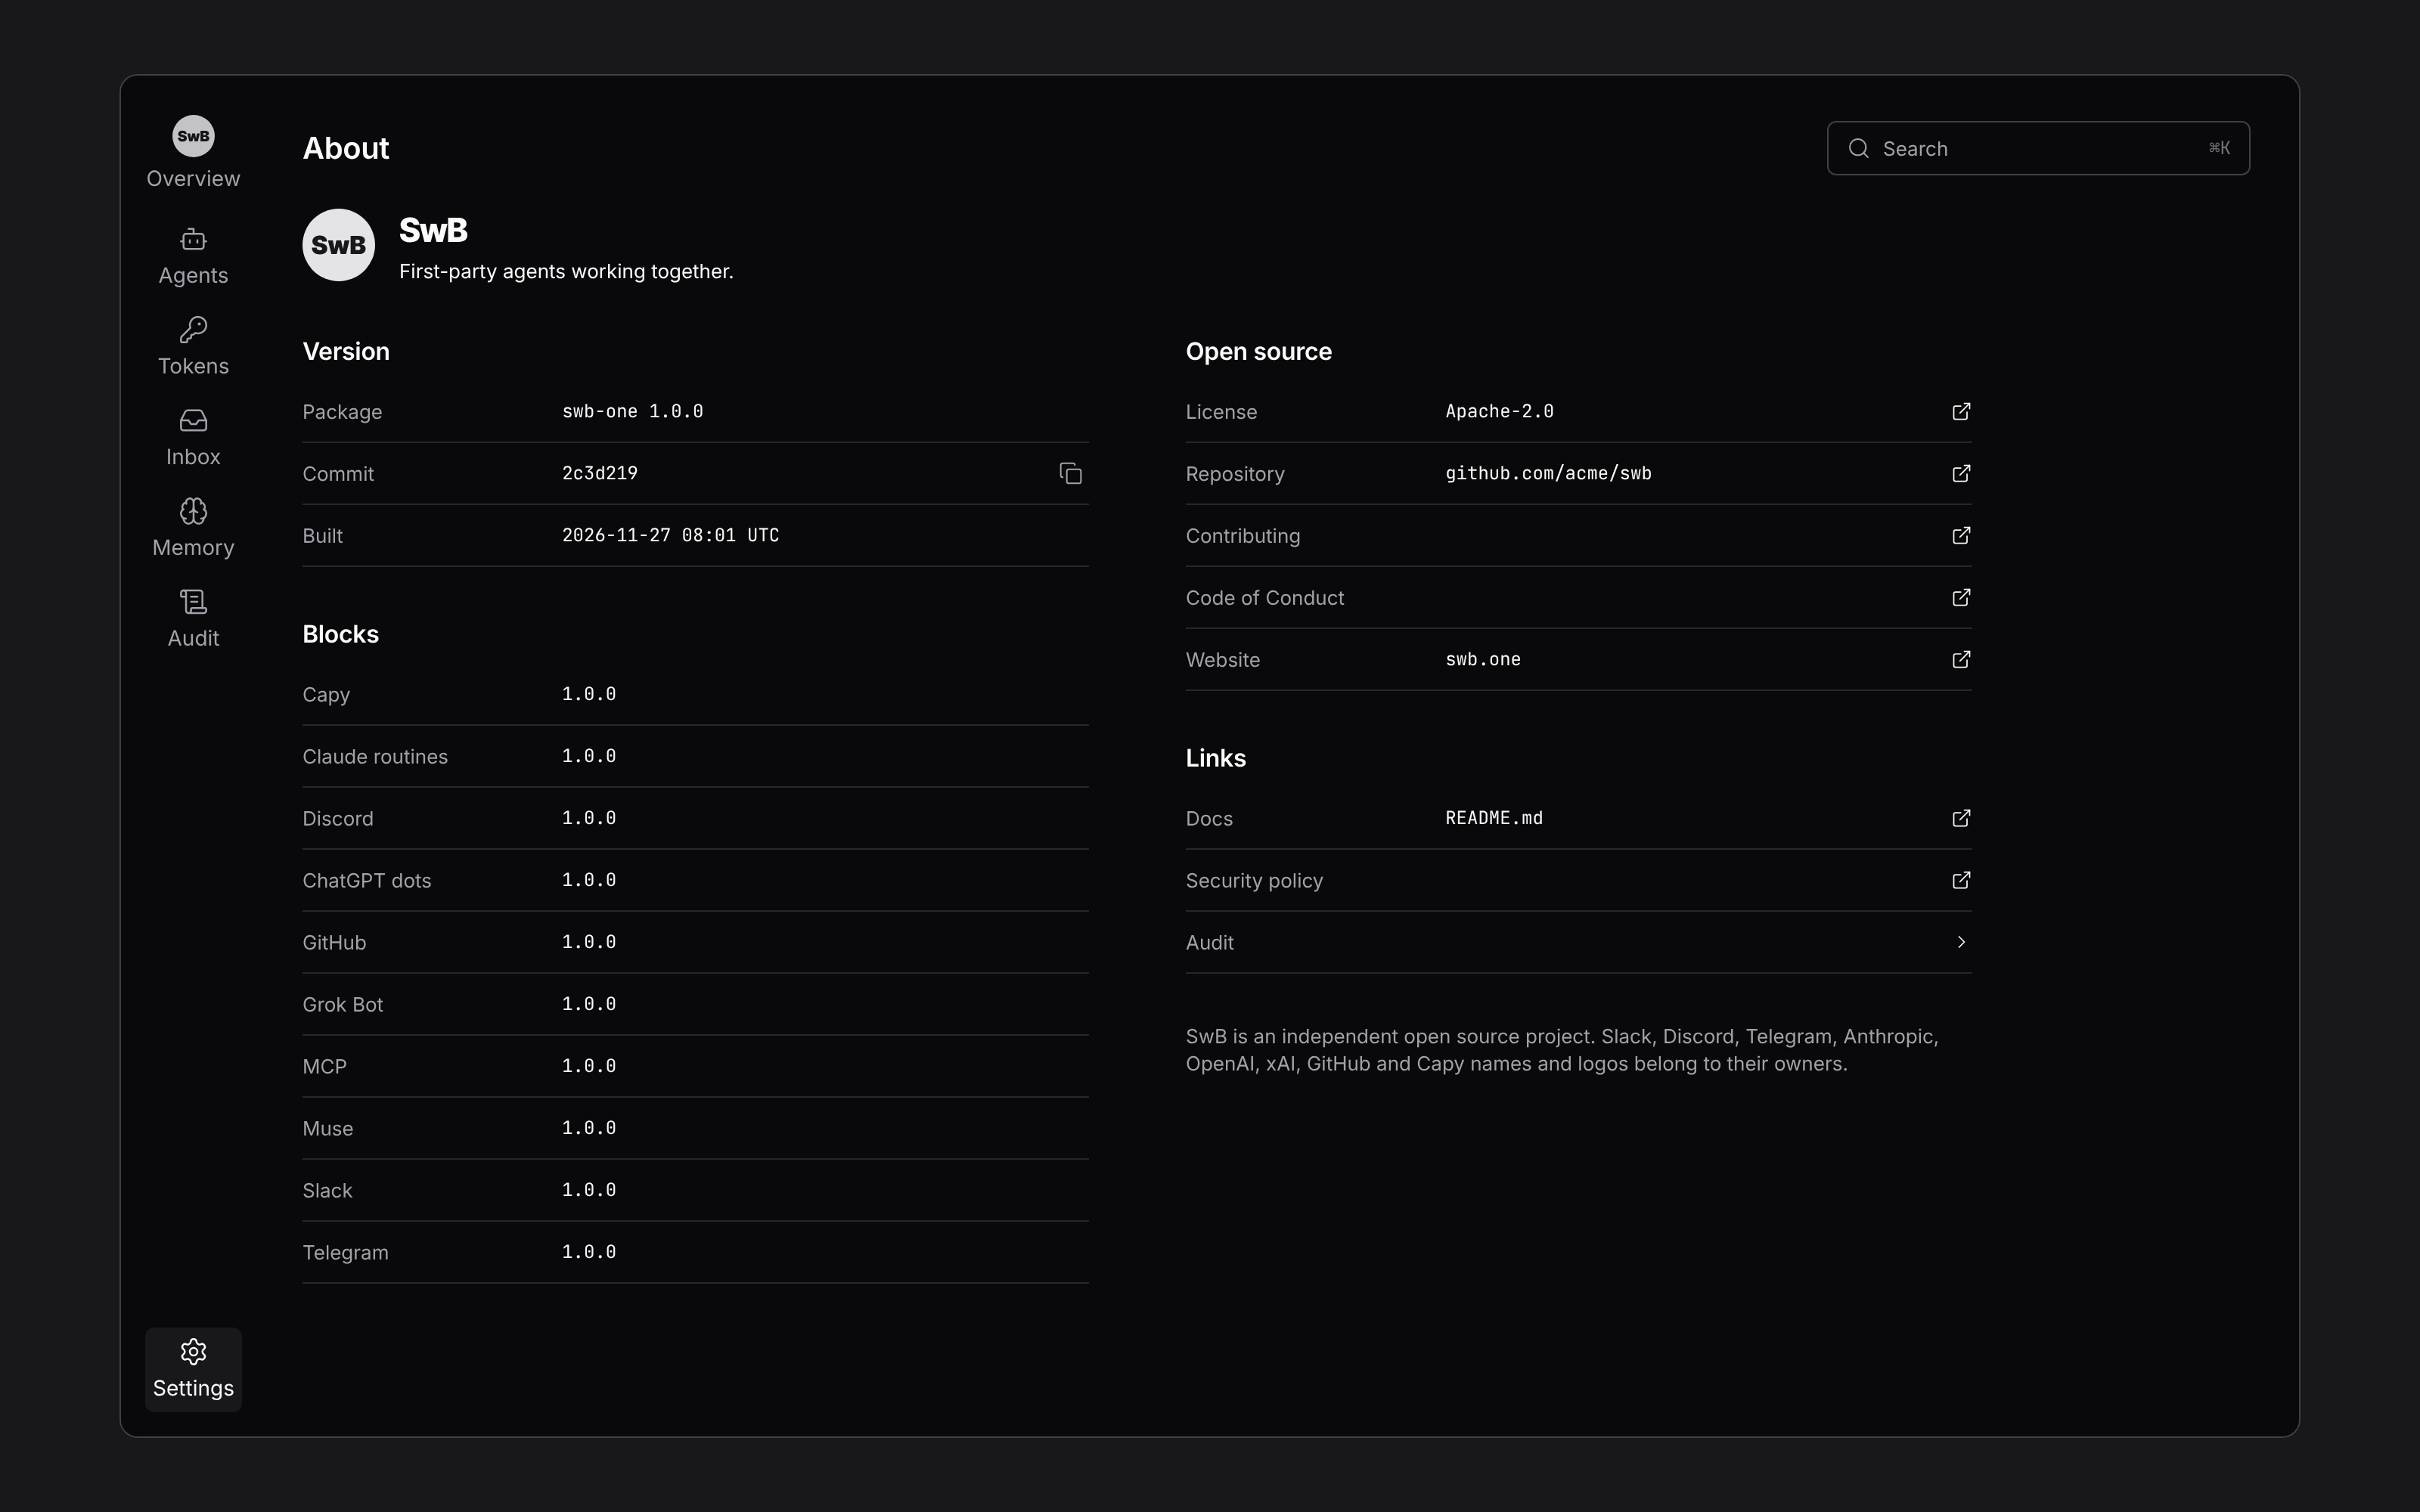 SwB
Overview
Agents
Tokens
Inbox
Memory
Audit
Settings
About
Search ⌘K
SwB
SwB
First-party agents working together.
Version
Package swb-one 1.0.0
Commit 2c3d219
Built 2026-11-27 08:01 UTC
Blocks
Capy 1.0.0
Claude routines 1.0.0
Discord 1.0.0
ChatGPT dots 1.0.0
GitHub 1.0.0
Grok Bot 1.0.0
MCP 1.0.0
Muse 1.0.0
Slack 1.0.0
Telegram 1.0.0
Open source
License Apache-2.0
Repository github.com/acme/swb
Contributing
Code of Conduct
Website swb.one
Links
Docs README.md
Security policy
Audit
SwB is an independent open source project. Slack, Discord, Telegram, Anthropic,
OpenAI, xAI, GitHub and Capy names and logos belong to their owners.